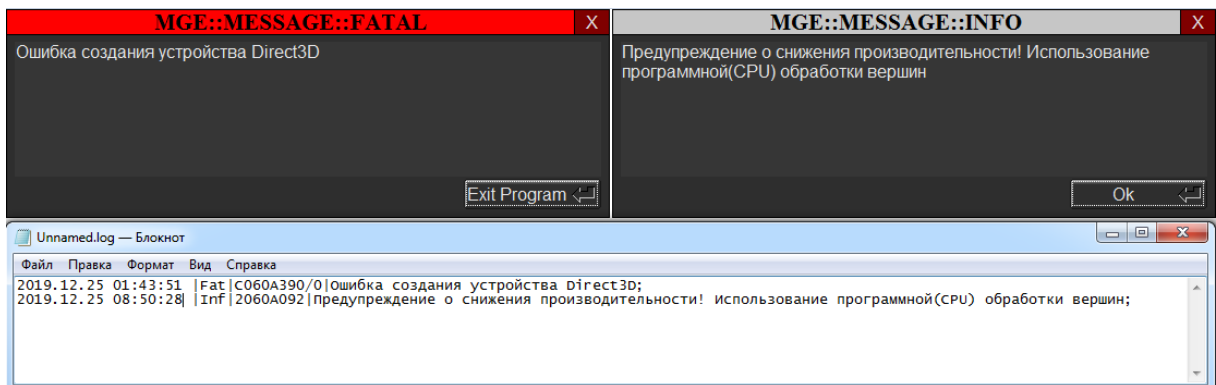 MGE::MESSAGE::FATAL
X
Ошибка создания устройства Direct3D
Exit Program
MGE::MESSAGE::INFO
X
Предупреждение о снижения производительности! Использование
программной(CPU) обработки вершин
Ok
Unnamed.log — Блокнот
Файл Правка Формат Вид Справка
2019.12.25 01:43:51 |Fat|C060A390/0|Ошибка создания устройства Direct3D;
2019.12.25 08:50:28 |Inf|2060A092|Предупреждение о снижения производительности! Использование программной(CPU) обработки вершин;